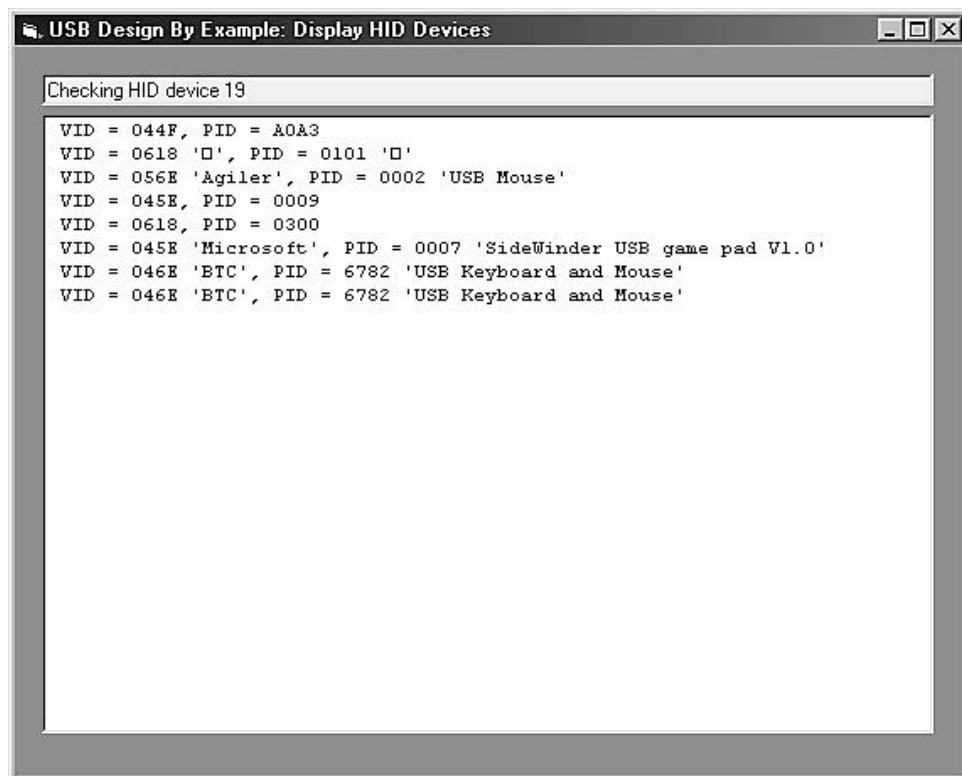 USB Design By Example: Display HID Devices
Checking HID device 19
VID = 044F, PID = A0A3
VID = 0618 '□', PID = 0101 '□'
VID = 056E 'Agiler', PID = 0002 'USB Mouse'
VID = 045E, PID = 0009
VID = 0618, PID = 0300
VID = 045E 'Microsoft', PID = 0007 'SideWinder USB game pad V1.0'
VID = 046E 'BTC', PID = 6782 'USB Keyboard and Mouse'
VID = 046E 'BTC', PID = 6782 'USB Keyboard and Mouse'